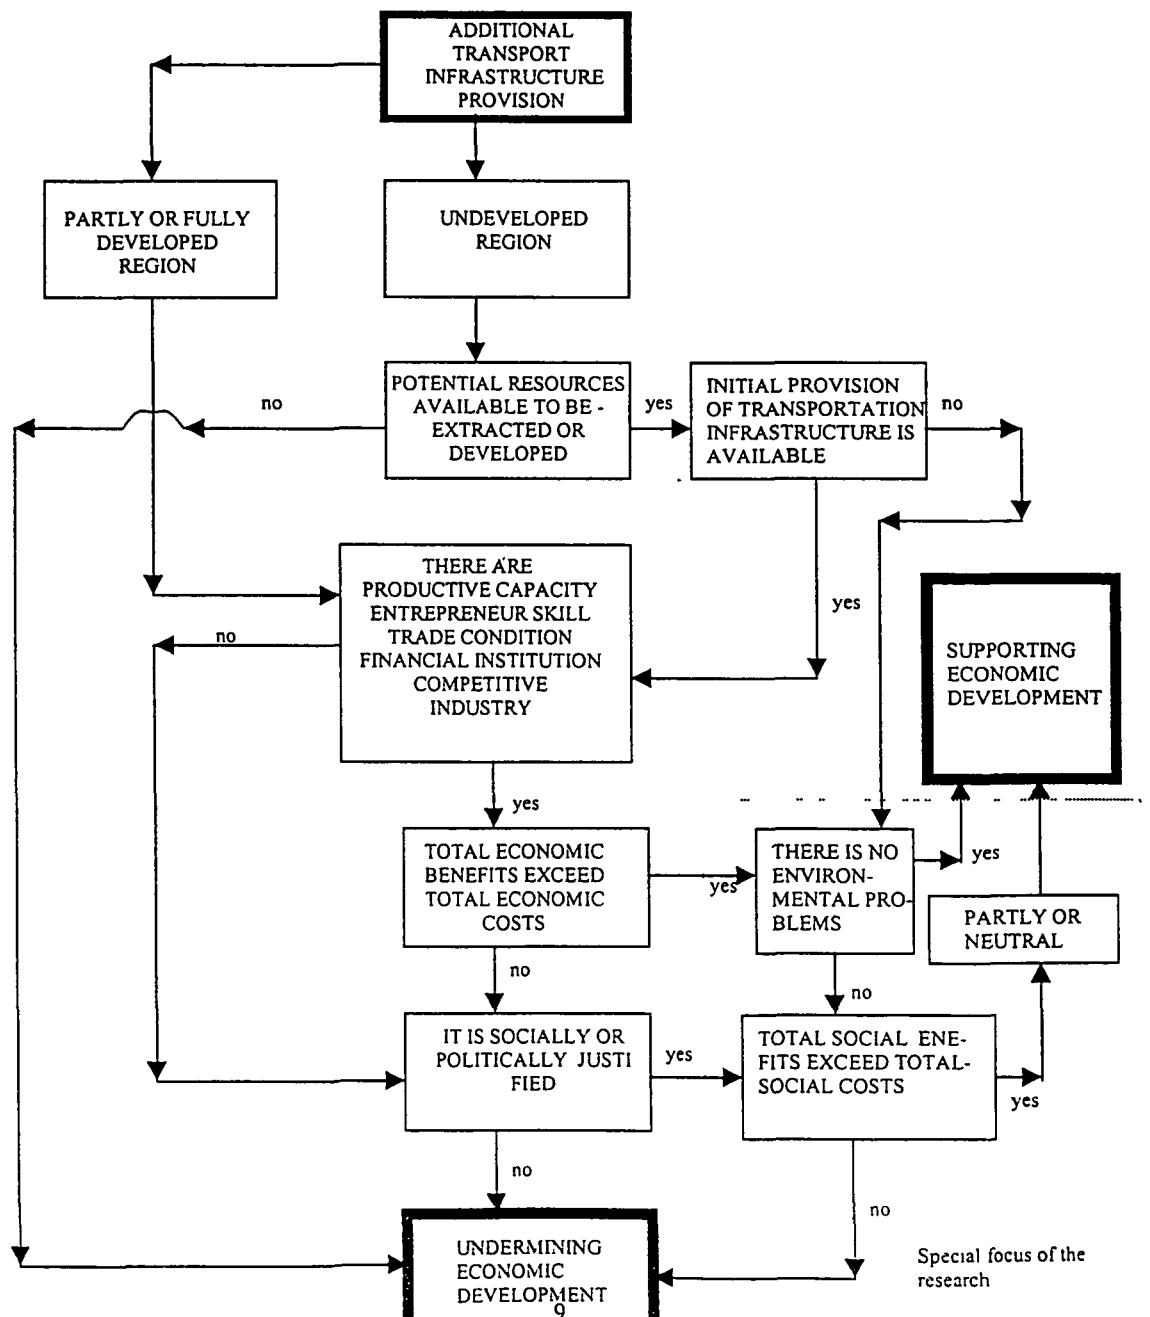 ADDITIONAL
TRANSPORT
INFRASTRUCTURE
PROVISION
PARTLY OR FULLY
DEVELOPED
REGION
UNDEVELOPED
REGION
no
POTENTIAL RESOURCES
AVAILABLE TO BE -
EXTRACTED OR
DEVELOPED
yes
INITIAL PROVISION
OF TRANSPORTATION
INFRASTRUCTURE IS
AVAILABLE
no
yes
THERE ARE
PRODUCTIVE CAPACITY
ENTREPRENEUR SKILL
TRADE CONDITION
FINANCIAL INSTITUTION
COMPETITIVE
INDUSTRY
no
SUPPORTING
ECONOMIC
DEVELOPMENT
yes
TOTAL ECONOMIC
BENEFITS EXCEED
TOTAL ECONOMIC
COSTS
yes
THERE IS NO
ENVIRON-
MENTAL PRO-
BLEMS
yes
PARTLY OR
NEUTRAL
no
no
IT IS SOCIALLY OR
POLITICALLY JUSTI
FIED
yes
TOTAL SOCIAL ENE-
FITS EXCEED TOTAL-
SOCIAL COSTS
yes
no
no
UNDERMINING
ECONOMIC
DEVELOPMENT
9
Special focus of the
research